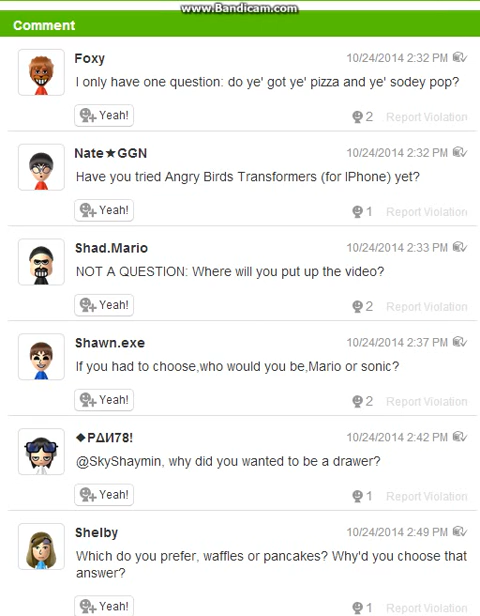 www.Bandicam.com
Comment
Foxy 10/24/2014 2:32 PM
I only have one question: do ye' got ye' pizza and ye' sodey pop?
Yeah! 2 Report Violation
Nate★GGN 10/24/2014 2:32 PM
Have you tried Angry Birds Transformers (for IPhone) yet?
Yeah! 1 Report Violation
Shad.Mario 10/24/2014 2:33 PM
NOT A QUESTION: Where will you put up the video?
Yeah! 2 Report Violation
Shawn.exe 10/24/2014 2:37 PM
If you had to choose,who would you be,Mario or sonic?
Yeah! 2 Report Violation
◆PΔИ78! 10/24/2014 2:42 PM
@SkyShaymin, why did you wanted to be a drawer?
Yeah! 1 Report Violation
Shelby 10/24/2014 2:49 PM
Which do you prefer, waffles or pancakes? Why'd you choose that
answer?
Yeah! 1 Report Violation